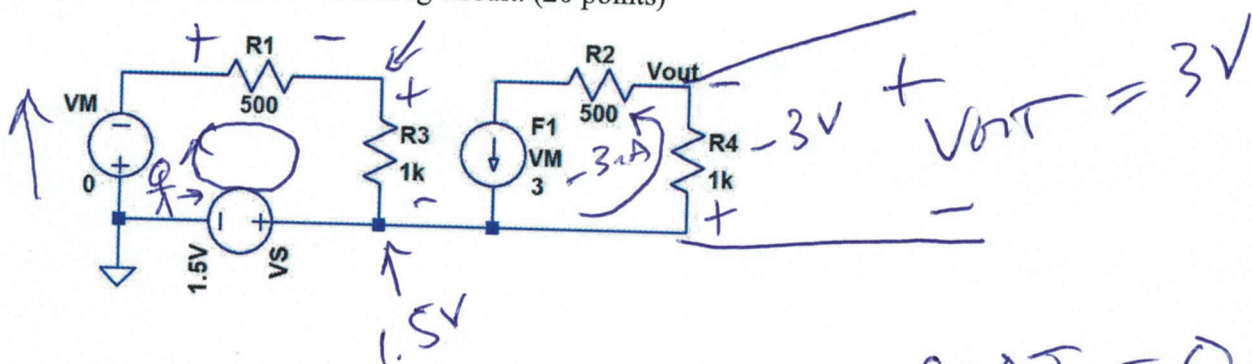 (20 points)
+ R1 -
500
VM
0
+
R3
1k
-
1.5V
VS
1.5V
F1
VM
3
R2
500
-3mA
Vout
-
R4
1k
+
-3V
+
Vout = 3V
-